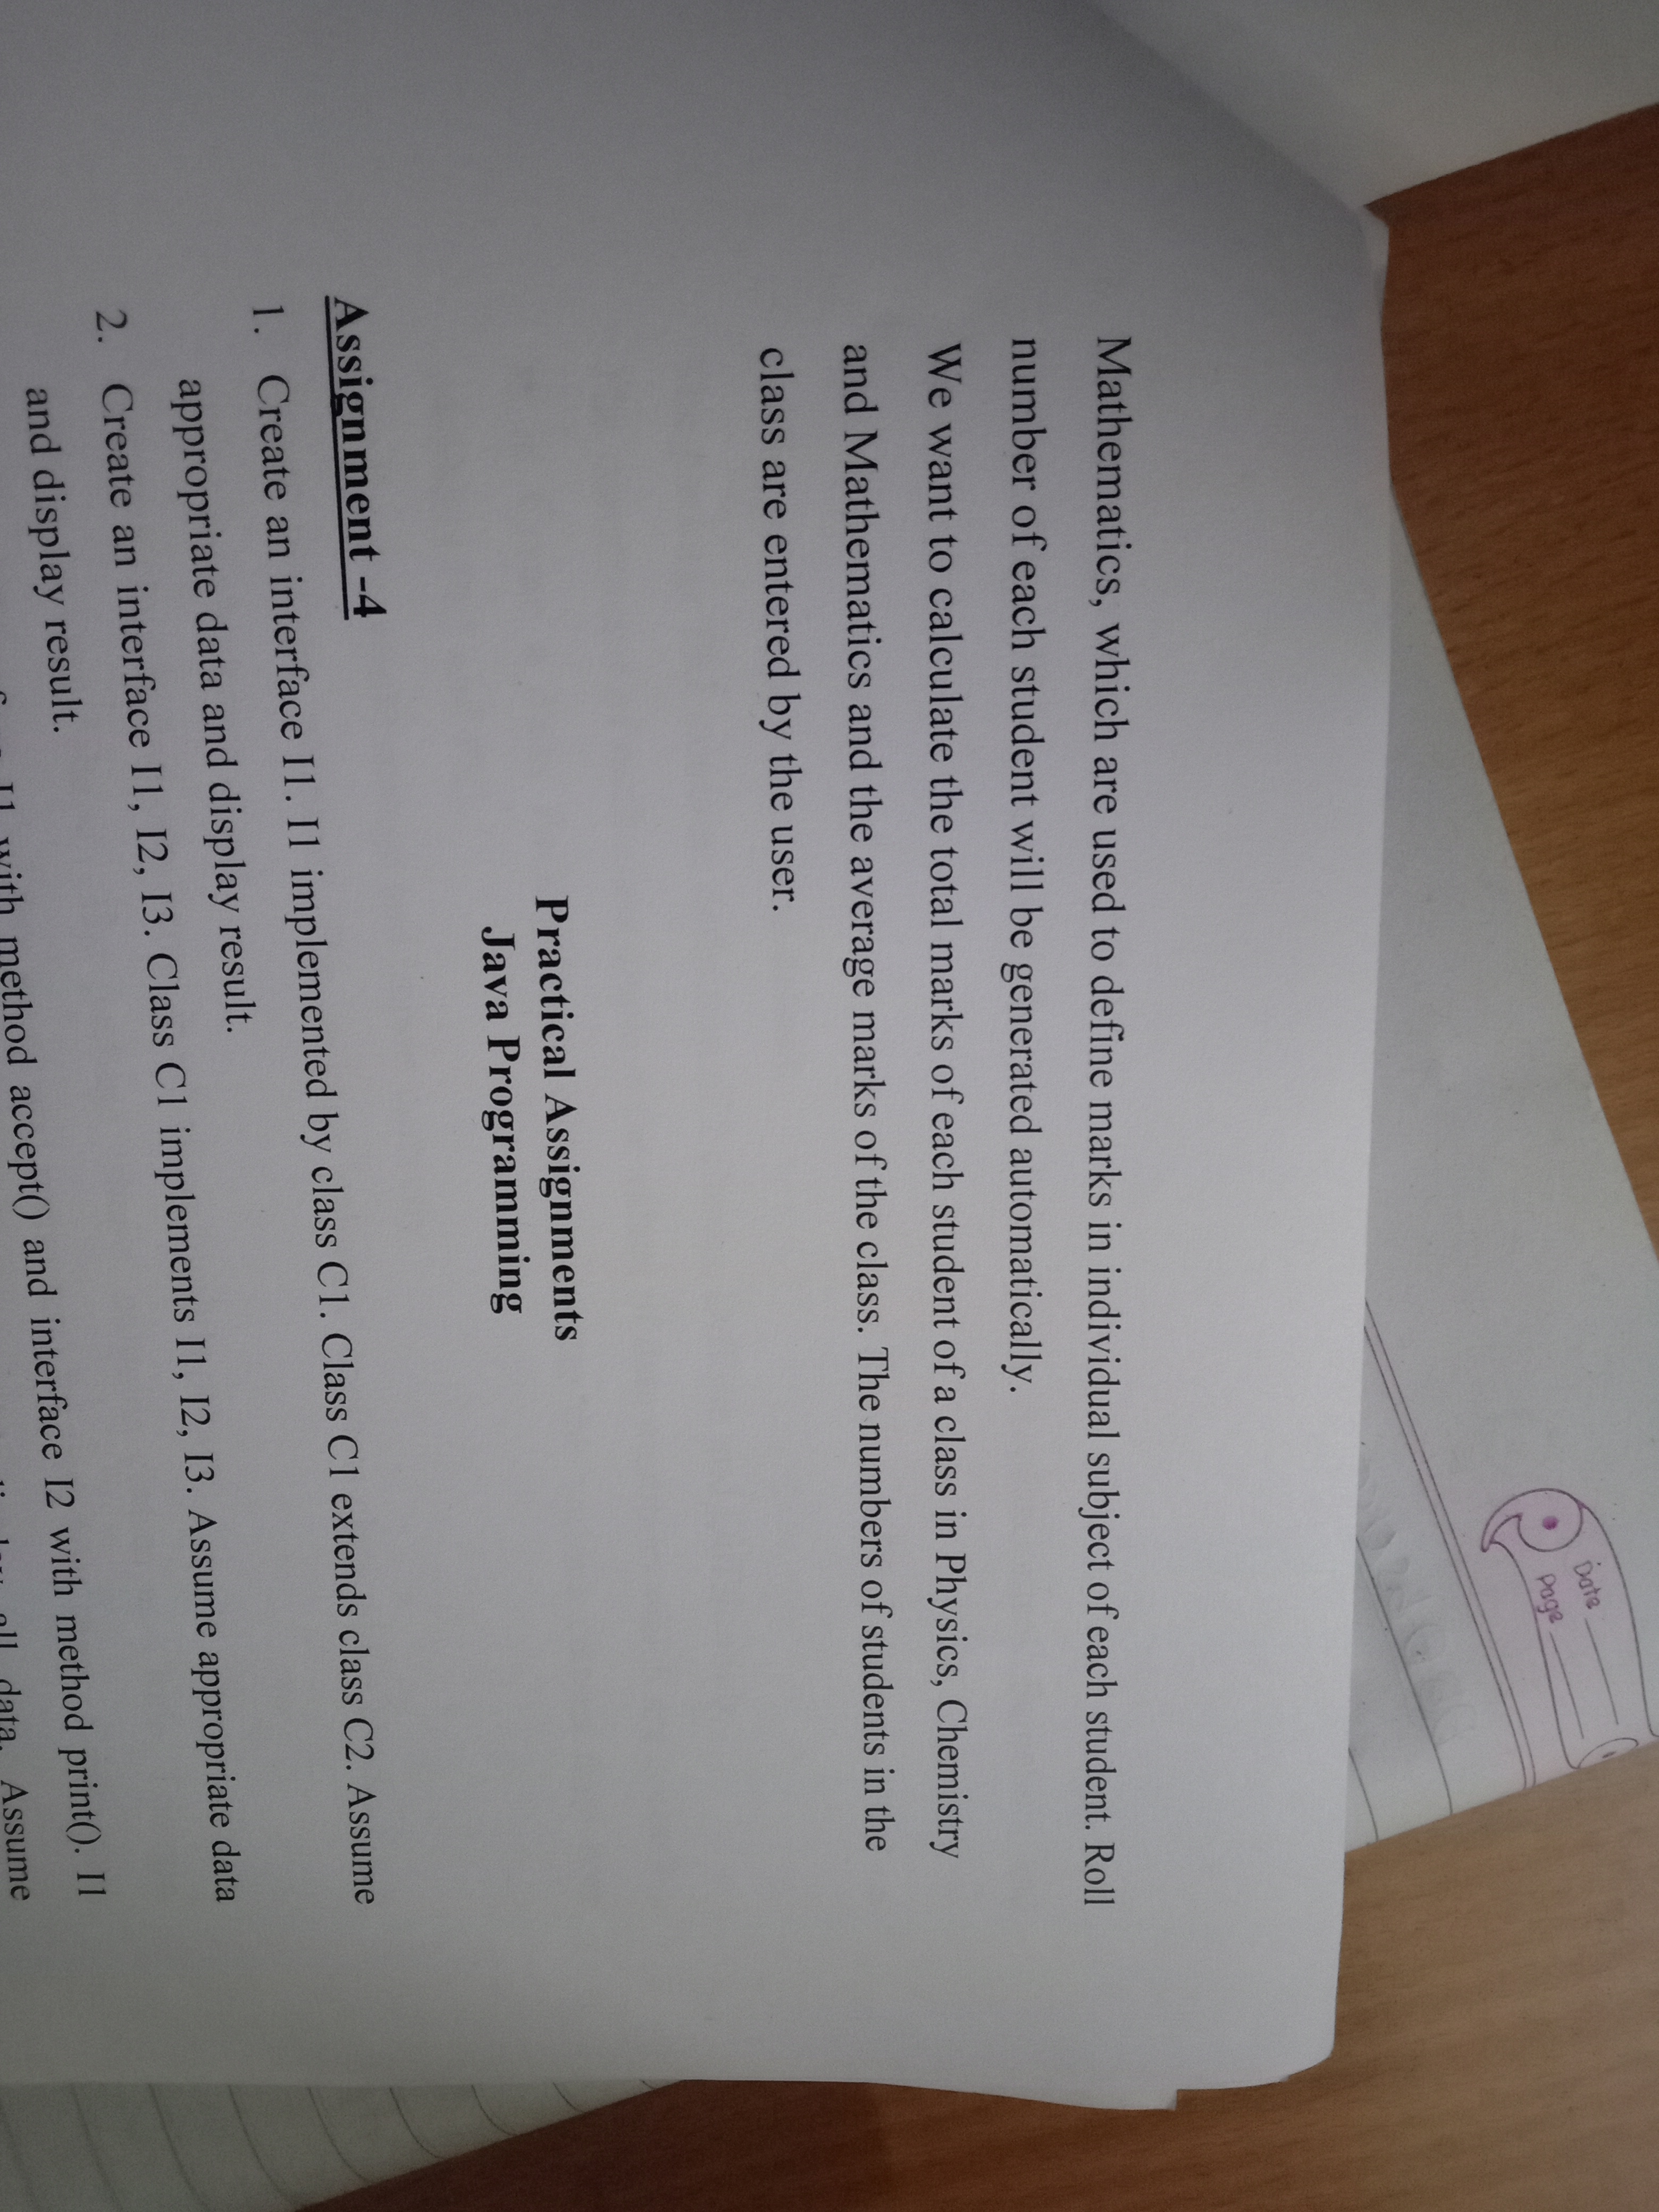 Date
Page
Mathematics, which are used to define marks in individual subject of each student. Roll
number of each student will be generated automatically.
We want to calculate the total marks of each student of a class in Physics, Chemistry
and Mathematics and the average marks of the class. The numbers of students in the
class are entered by the user.
Practical Assignments
Java Programming
Assignment -4
1. Create an interface I1. I1 implemented by class C1. Class C1 extends class C2. Assume
appropriate data and display result.
2. Create an interface I1, I2, I3. Class C1 implements I1, I2, I3. Assume appropriate data
and display result.
I1 with method accept() and interface I2 with method print(). I1
all data. Assume